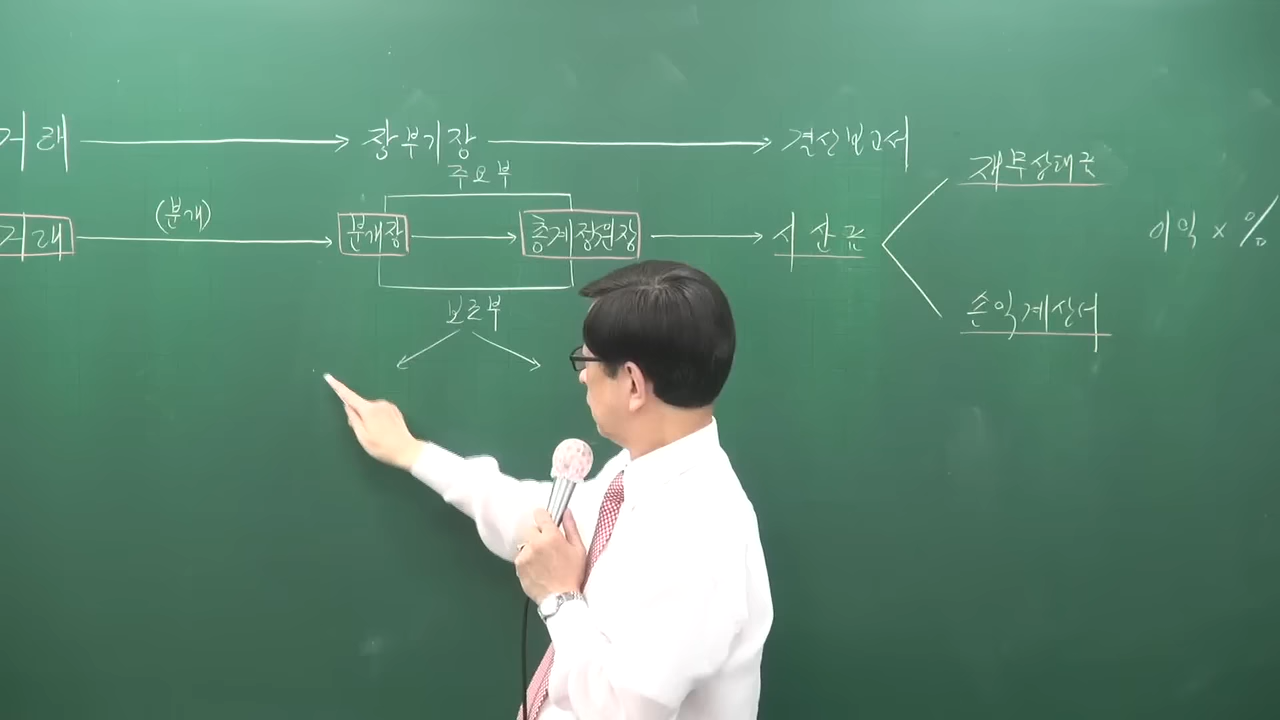 거래 장부기장 결산보고서
주요부
재무상태표
(분개)
거래 분개장 총계정원장 시산표
이익 x %
보조부
손익계산서